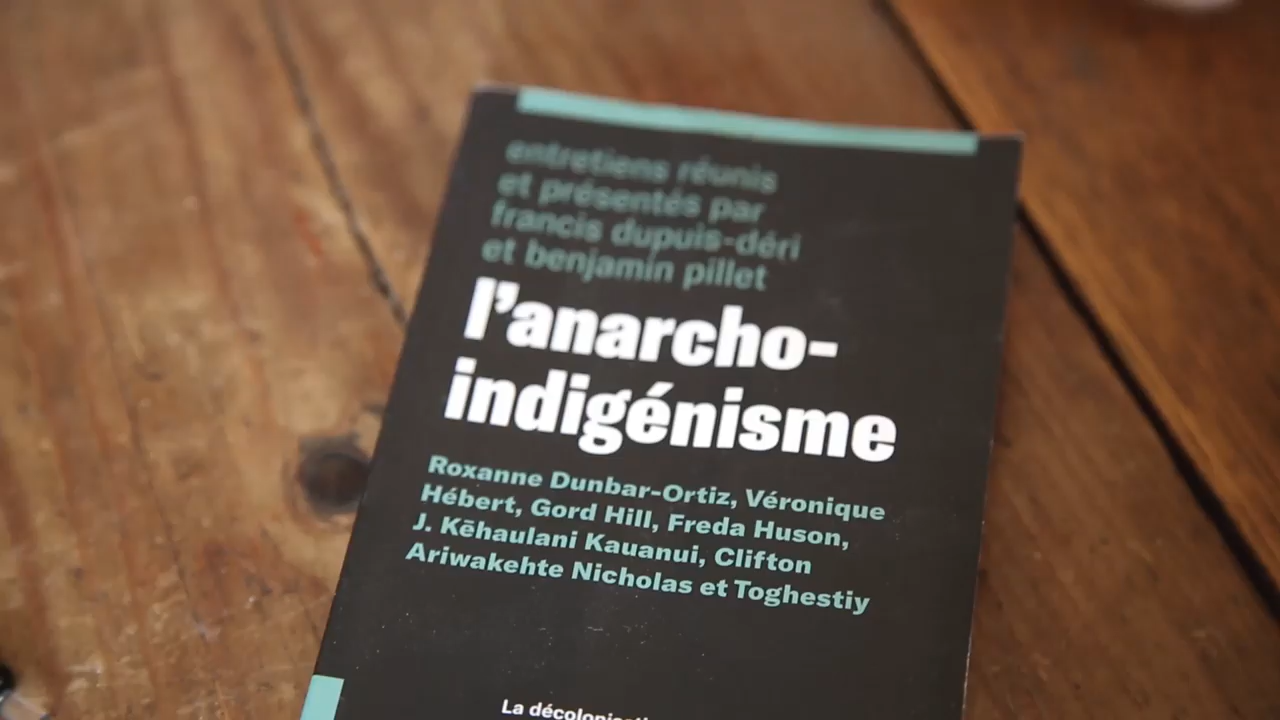 entretiens réunis
et présentés par
francis dupuis-déri
et benjamin pillet
l'anarcho-
indigénisme
Roxanne Dunbar-Ortiz, Véronique
Hébert, Gord Hill, Freda Huson,
J. Kēhaulani Kauanui, Clifton
Ariwakehte Nicholas et Toghestiy
La